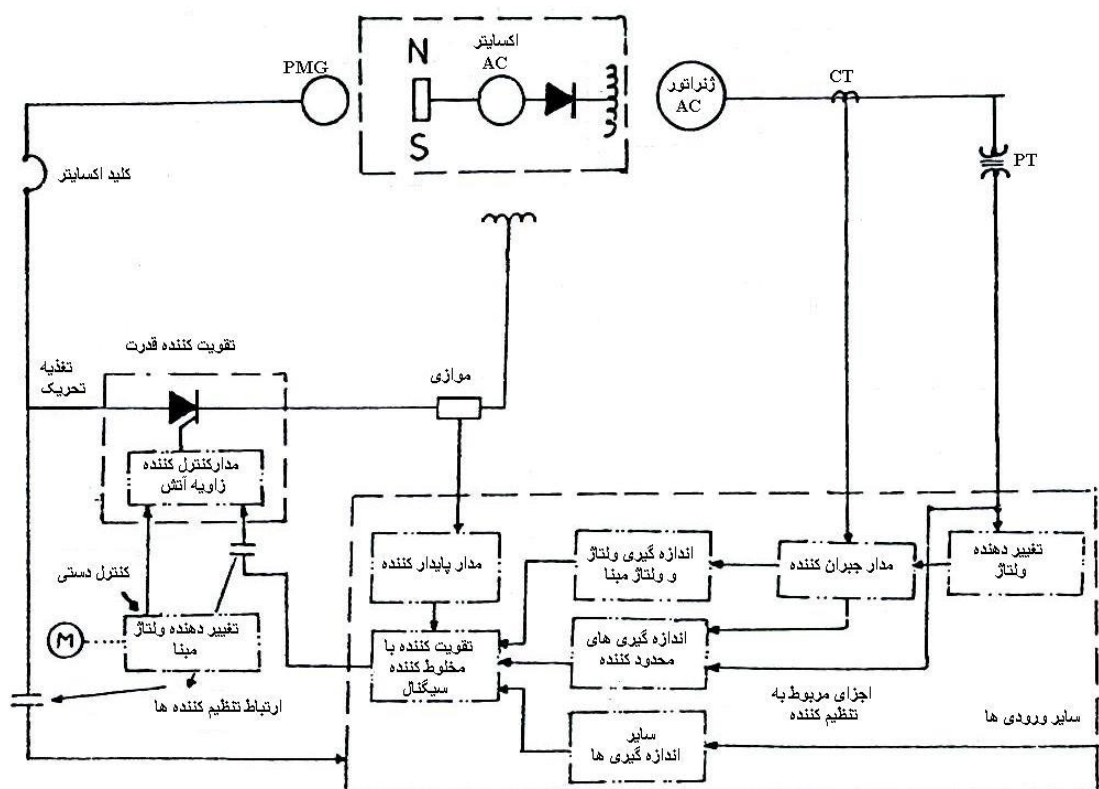 N
اکسایتر
AC
PMG
S
ژنراتور
AC
CT
PT
کلید اکسایتر
تقویت کننده قدرت
تغذیه
تحریک
موازی
مدارکنترل کننده
زاویه آتش
کنترل دستی
M
تغییر دهنده ولتاژ
مبنا
ارتباط تنظیم کننده ها
مدار پایدار کننده
اندازه گیری ولتاژ
و ولتاژ مبنا
مدار جبران کننده
تغییر دهنده
ولتاژ
تقویت کننده با
مخلوط کننده
سیگنال
اندازه گیری های
محدود کننده
اجزای مربوط به
تنظیم کننده
سایر ورودی ها
سایر
اندازه گیری ها